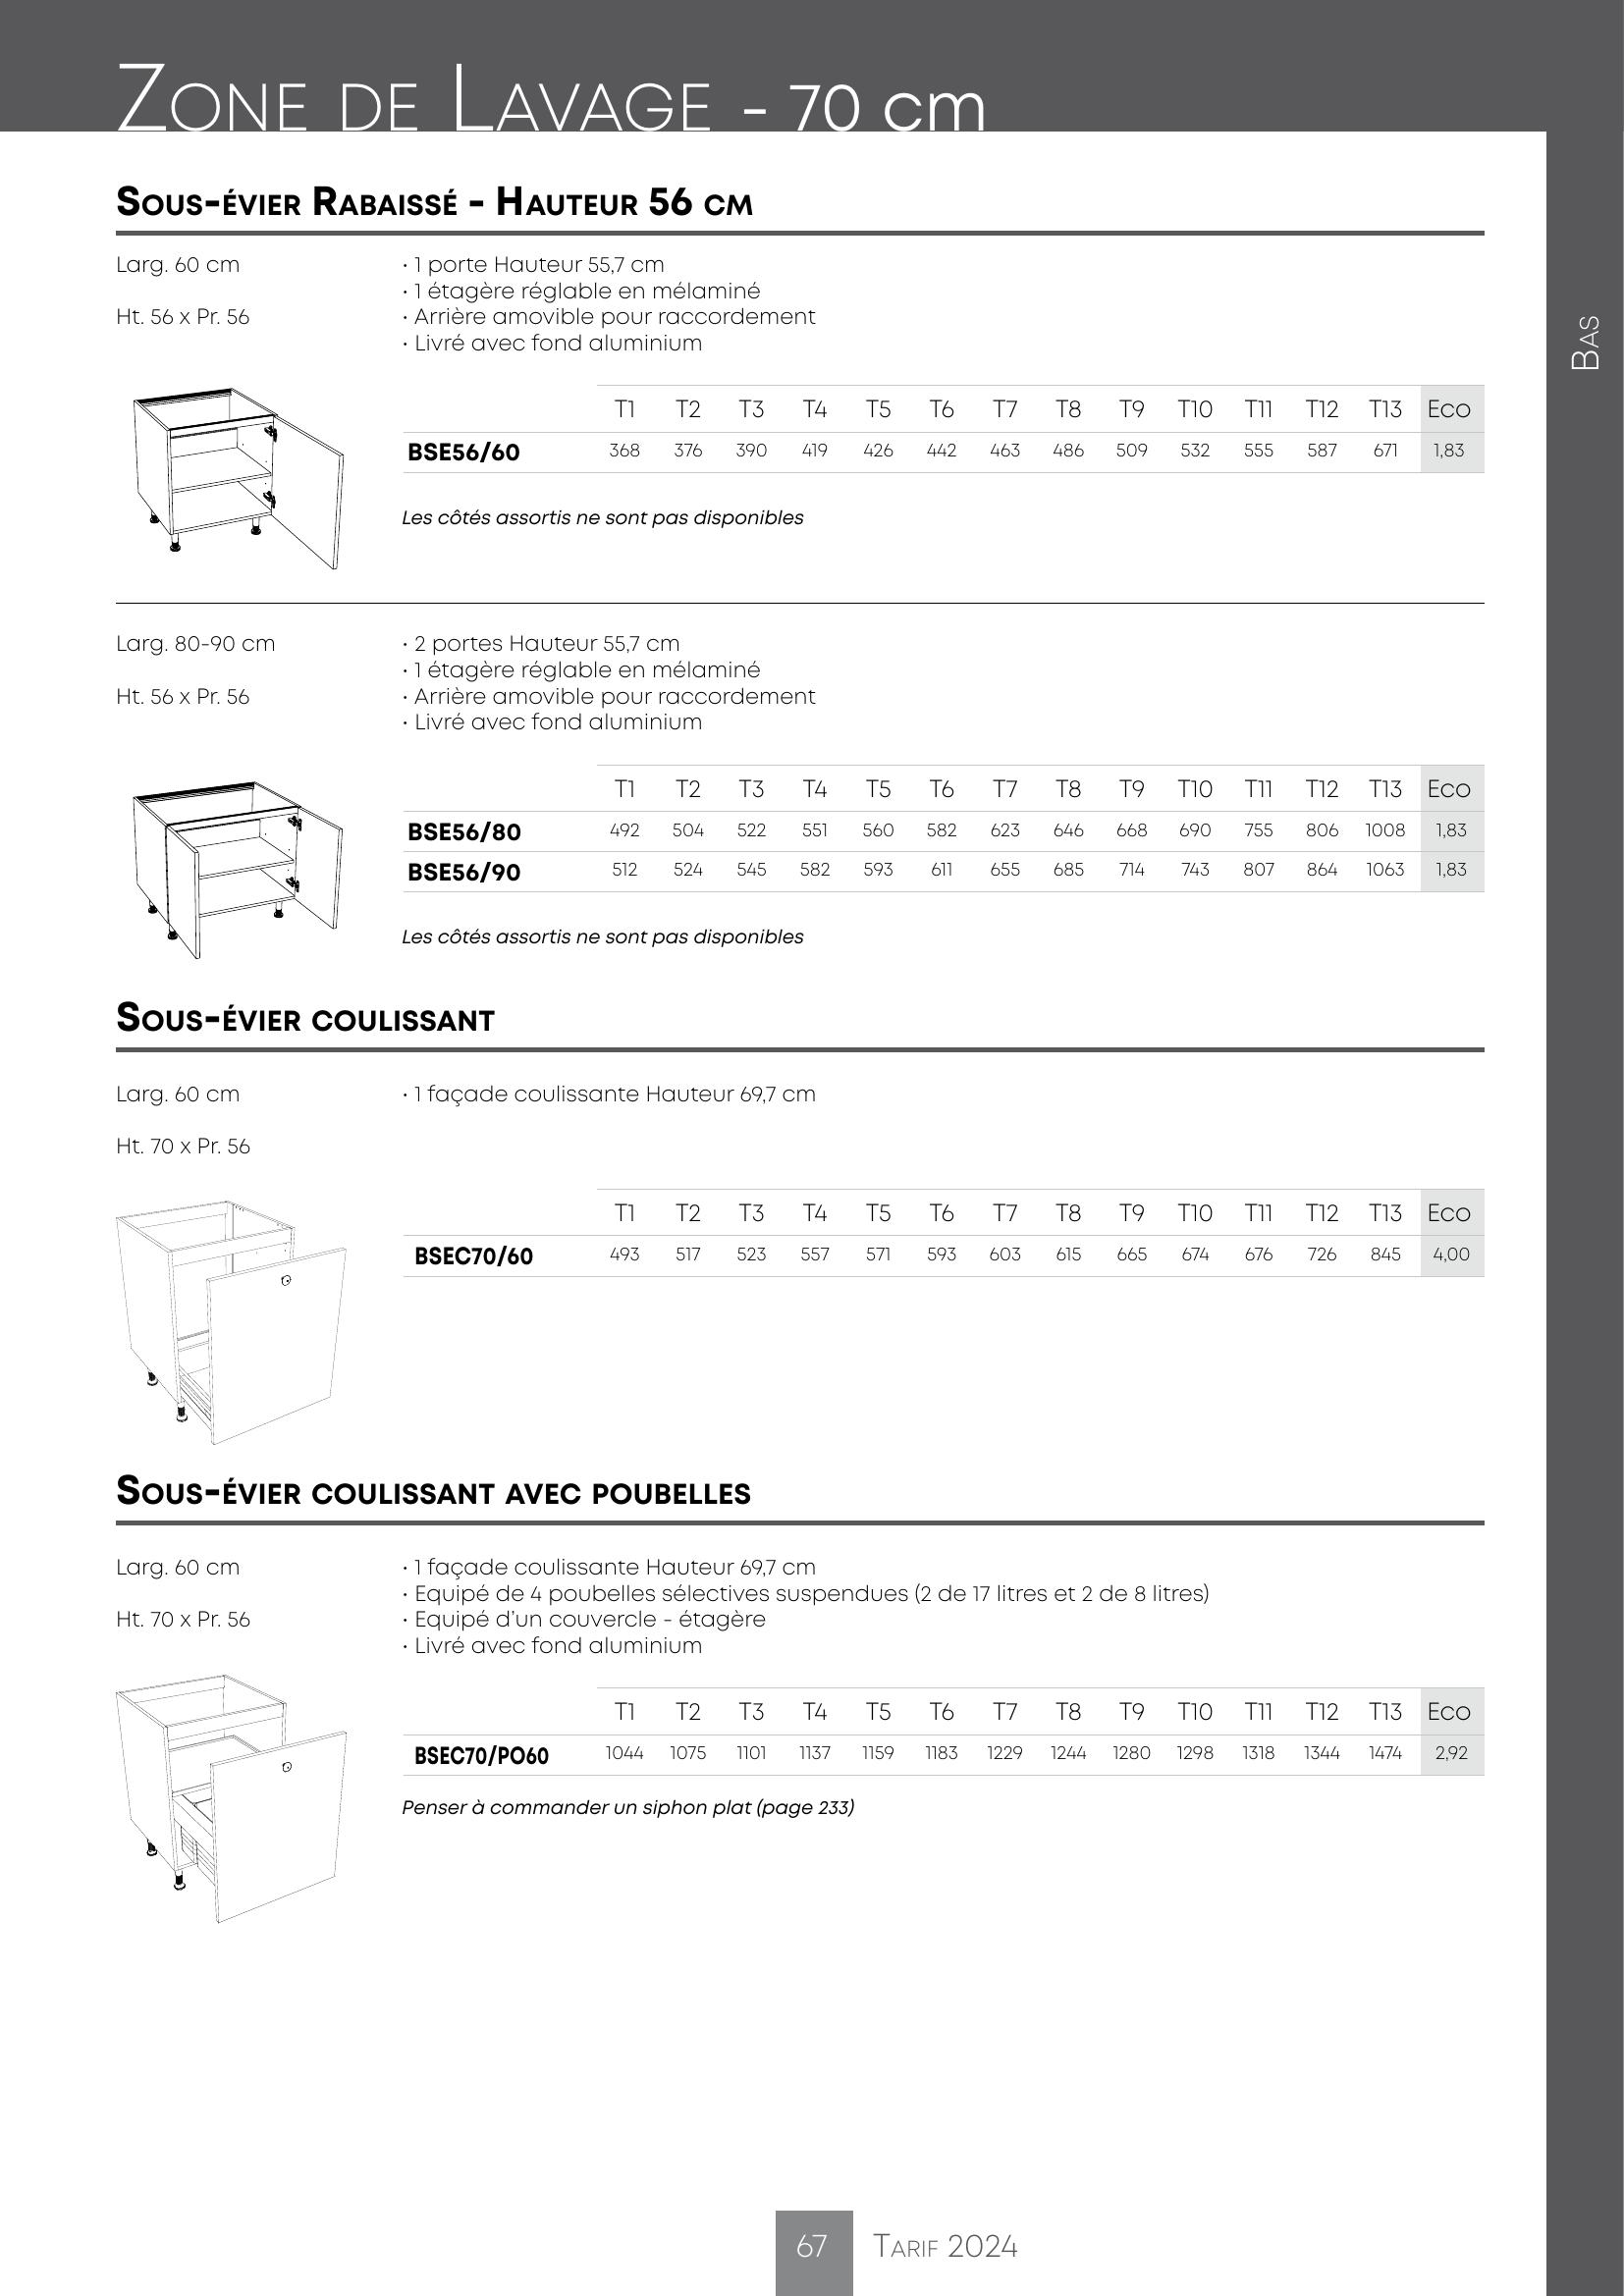 Zone de Lavage - 70 cm
Bas
Sous-évier Rabaissé - Hauteur 56 cm
Larg. 60 cm
Ht. 56 x Pr. 56
• 1 porte Hauteur 55,7 cm
• 1 étagère réglable en mélaminé
• Arrière amovible pour raccordement
• Livré avec fond aluminium
T1 T2 T3 T4 T5 T6 T7 T8 T9 T10 T11 T12 T13 Eco
BSE56/60 368 376 390 419 426 442 463 486 509 532 555 587 671 1,83
Les côtés assortis ne sont pas disponibles
Larg. 80-90 cm
Ht. 56 x Pr. 56
• 2 portes Hauteur 55,7 cm
• 1 étagère réglable en mélaminé
• Arrière amovible pour raccordement
• Livré avec fond aluminium
T1 T2 T3 T4 T5 T6 T7 T8 T9 T10 T11 T12 T13 Eco
BSE56/80 492 504 522 551 560 582 623 646 668 690 755 806 1008 1,83
BSE56/90 512 524 545 582 593 611 655 685 714 743 807 864 1063 1,83
Les côtés assortis ne sont pas disponibles
Sous-évier coulissant
Larg. 60 cm
Ht. 70 x Pr. 56
• 1 façade coulissante Hauteur 69,7 cm
T1 T2 T3 T4 T5 T6 T7 T8 T9 T10 T11 T12 T13 Eco
BSEC70/60 493 517 523 557 571 593 603 615 665 674 676 726 845 4,00
Sous-évier coulissant avec poubelles
Larg. 60 cm
Ht. 70 x Pr. 56
• 1 façade coulissante Hauteur 69,7 cm
• Equipé de 4 poubelles sélectives suspendues (2 de 17 litres et 2 de 8 litres)
• Equipé d'un couvercle - étagère
• Livré avec fond aluminium
T1 T2 T3 T4 T5 T6 T7 T8 T9 T10 T11 T12 T13 Eco
BSEC70/PO60 1044 1075 1101 1137 1159 1183 1229 1244 1280 1298 1318 1344 1474 2,92
Penser à commander un siphon plat (page 233)
67 Tarif 2024